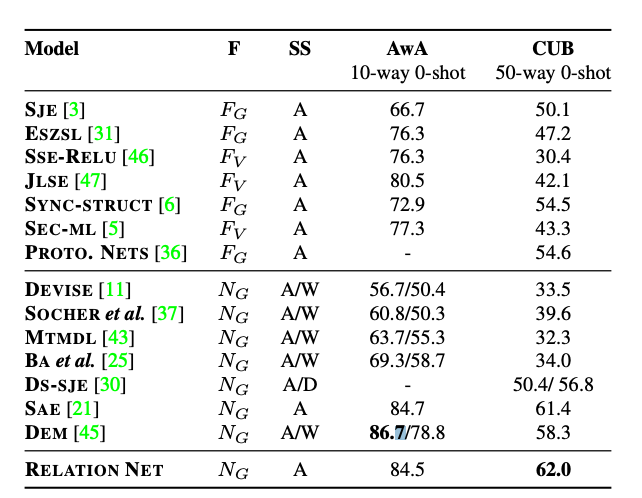 Model F SS AwA CUB
10-way 0-shot 50-way 0-shot
SJE [3] F_G A 66.7 50.1
ESZSL [31] F_G A 76.3 47.2
SSE-RELU [46] F_V A 76.3 30.4
JLSE [47] F_V A 80.5 42.1
SYNC-STRUCT [6] F_G A 72.9 54.5
SEC-ML [5] F_V A 77.3 43.3
PROTO. NETS [36] F_G A - 54.6
DEVISE [11] N_G A/W 56.7/50.4 33.5
SOCHER et al. [37] N_G A/W 60.8/50.3 39.6
MTMDL [43] N_G A/W 63.7/55.3 32.3
BA et al. [25] N_G A/W 69.3/58.7 34.0
DS-SJE [30] N_G A/D - 50.4/ 56.8
SAE [21] N_G A 84.7 61.4
DEM [45] N_G A/W 86.7/78.8 58.3
RELATION NET N_G A 84.5 62.0